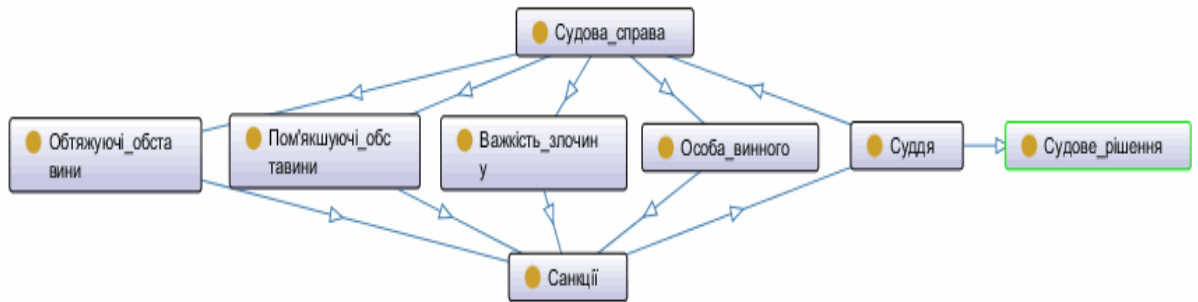 Судова_справа
Обтяжуючі_обста
вини
Пом'якшуючі_обс
тавини
Важкість_злочин
у
Особа_винного
Суддя
Судове_рішення
Санкції